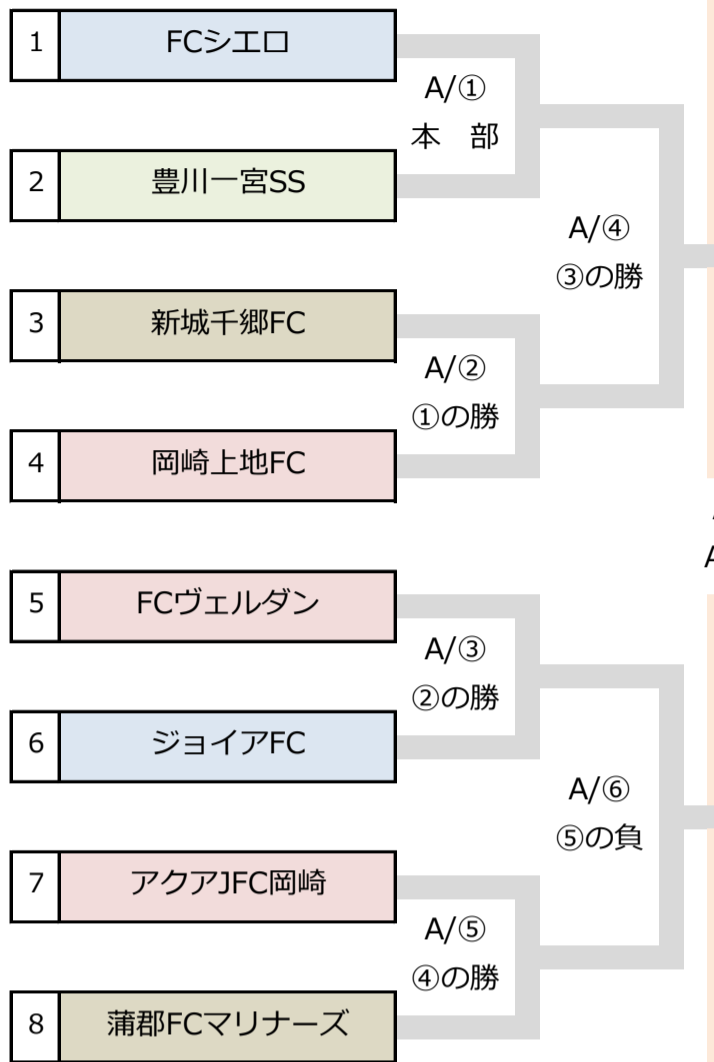 1 FCシエロ
A/①
本　部
2 豊川一宮SS
A/④
③の勝
3 新城千郷FC
A/②
①の勝
4 岡崎上地FC
5 FCヴェルダン
A/③
②の勝
6 ジョイアFC
A/⑥
⑤の負
7 アクアJFC岡崎
A/⑤
④の勝
8 蒲郡FCマリナーズ